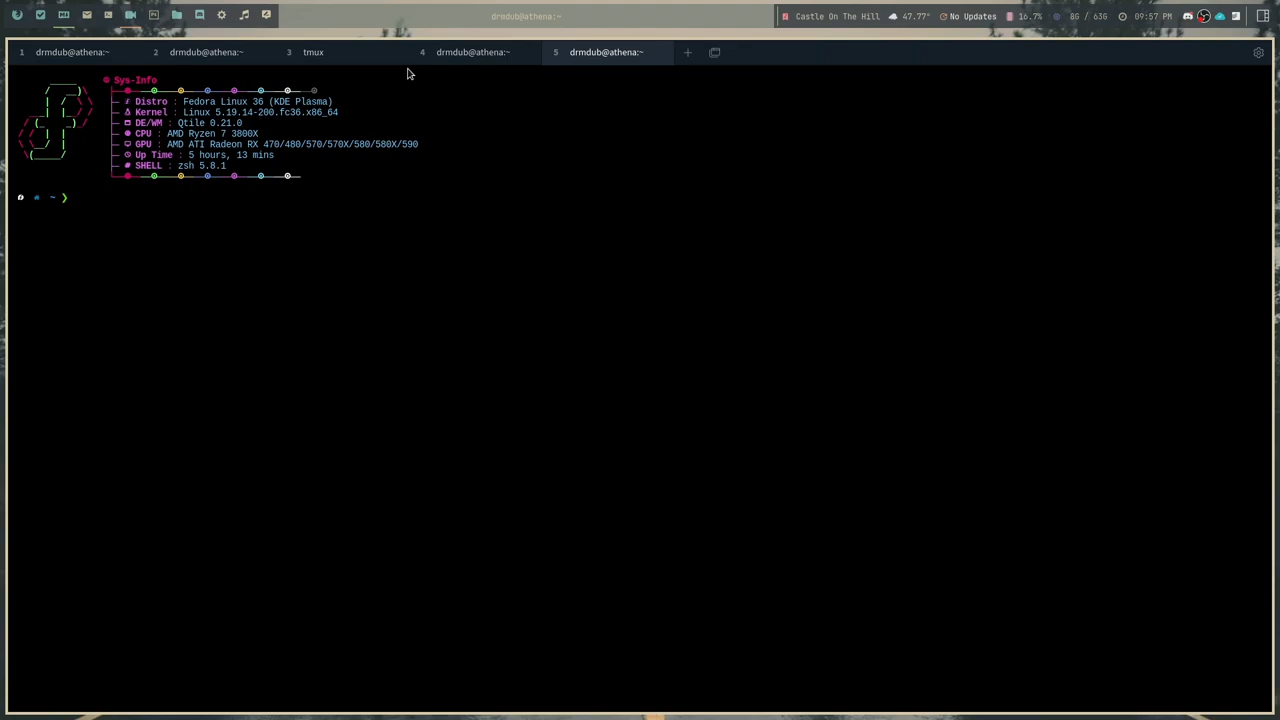 drmdub@athena:~
Castle On The Hill 47.77° No Updates 16.7% 8G / 63G 09:57 PM
1 drmdub@athena:~ 2 drmdub@athena:~ 3 tmux 4 drmdub@athena:~ 5 drmdub@athena:~
Sys-Info
Distro : Fedora Linux 36 (KDE Plasma)
Kernel : Linux 5.19.14-200.fc36.x86_64
DE/WM : Qtile 0.21.0
CPU : AMD Ryzen 7 3800X
GPU : AMD ATI Radeon RX 470/480/570/570X/580/580X/590
Up Time : 5 hours, 13 mins
SHELL : zsh 5.8.1
~ ❯